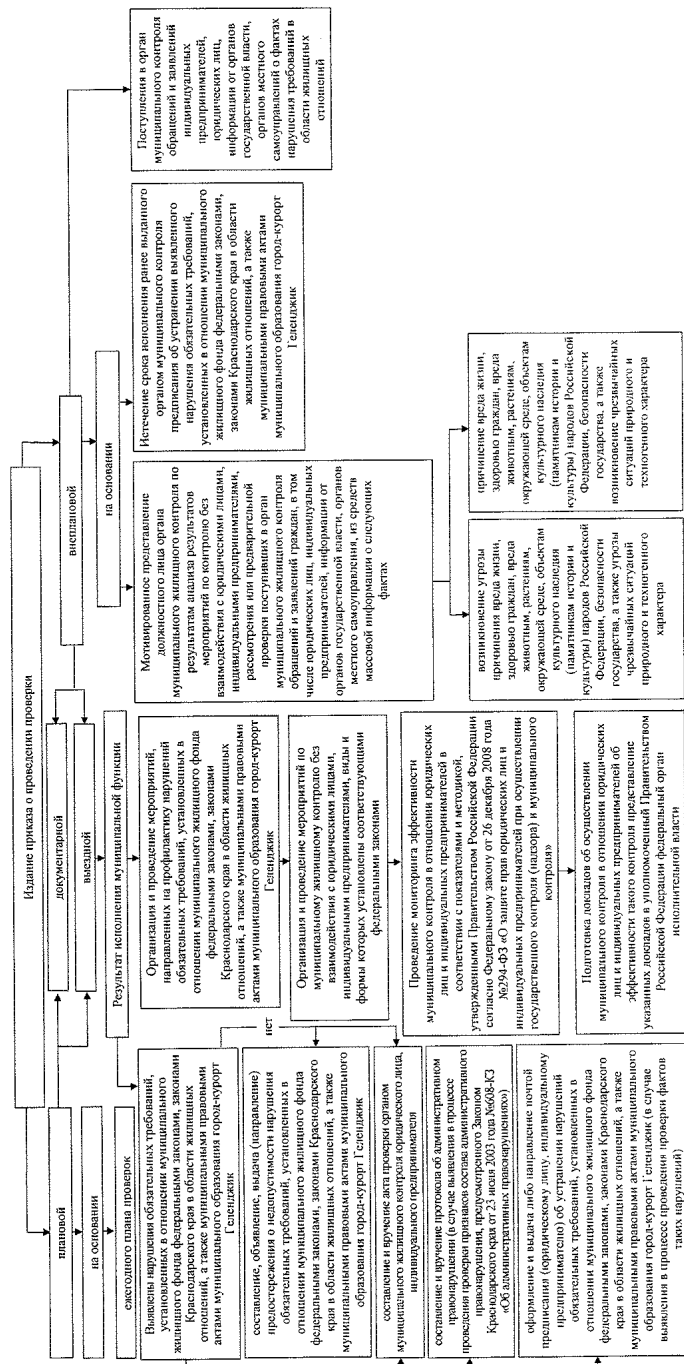 Издание приказа о проведении проверки
плановой
документарной
выездной
внеплановой
на основании
ежегодного плана проверок
на основании
Результат исполнения муниципальной функции
Выявлены нарушения обязательных требований,
установленных в отношении муниципального
жилищного фонда федеральными законами, законами
Краснодарского края в области жилищных
отношений, а также муниципальными правовыми
актами муниципального образования город-курорт
Геленджик
нет
составление, объявление, выдача (направление)
предостережения о недопустимости нарушения
обязательных требований, установленных в
отношении муниципального жилищного фонда
федеральными законами, законами Краснодарского
края в области жилищных отношений, а также
муниципальными правовыми актами муниципального
образования город-курорт Геленджик
составление и вручение акта проверки органом
муниципального жилищного контроля юридического лица,
индивидуального предпринимателя
составление и вручение протокола об административном
правонарушении (в случае выявления в процессе
проведения проверки признаков состава административного
правонарушения, предусмотренного Законом
Краснодарского края от 23 июля 2003 года №608-КЗ
«Об административных правонарушениях»)
оформление и выдача либо направление почтой
предписания (юридическому лицу, индивидуальному
предпринимателю) об устранении нарушений
обязательных требований, установленных в
отношении муниципального жилищного фонда
федеральными законами, законами Краснодарского
края в области жилищных отношений, а также
муниципальными правовыми актами муниципального
образования город-курорт Геленджик (в случае
выявления в процессе проведения проверки фактов
таких нарушений)
Организация и проведение мероприятий,
направленных на профилактику нарушений
обязательных требований, установленных в
отношении муниципального жилищного фонда
федеральными законами, законами
Краснодарского края в области жилищных
отношений, а также муниципальными правовыми
актами муниципального образования город-курорт
Геленджик
Организация и проведение мероприятий по
муниципальному жилищному контролю без
взаимодействия с юридическими лицами,
индивидуальными предпринимателями, виды и
формы которых установлены соответствующими
федеральными законами
Проведение мониторинга эффективности
муниципального контроля в отношении юридических
лиц и индивидуальных предпринимателей в
соответствии с показателями и методикой,
утвержденными Правительством Российской Федерации
согласно Федеральному закону от 26 декабря 2008 года
№294-ФЗ «О защите прав юридических лиц и
индивидуальных предпринимателей при осуществлении
государственного контроля (надзора) и муниципального
контроля»
Подготовка докладов об осуществлении
муниципального контроля в отношении юридических
лиц и индивидуальных предпринимателей об
эффективности такого контроля представление
указанных докладов в уполномоченный Правительством
Российской Федерации федеральный орган
исполнительной власти
Мотивированное представление
должностного лица органа
муниципального жилищного контроля по
результатам анализа результатов
мероприятий по контролю без
взаимодействия с юридическими лицами,
индивидуальными предпринимателями,
рассмотрения или предварительной
проверки поступивших в орган
муниципального жилищного контроля
обращений и заявлений граждан, в том
числе юридических лиц, индивидуальных
предпринимателей, информации от
органов государственной власти, органов
местного самоуправления, из средств
массовой информации о следующих
фактах
возникновение угрозы
причинения вреда жизни,
здоровью граждан, вреда
животным, растениям,
окружающей среде, объектам
культурного наследия
(памятникам истории и
культуры) народов Российской
Федерации, безопасности
государства, а также угрозы
чрезвычайных ситуаций
природного и техногенного
характера
причинение вреда жизни,
здоровью граждан, вреда
животным, растениям,
окружающей среде, объектам
культурного наследия
(памятникам истории и
культуры) народов Российской
Федерации, безопасности
государства, а также
возникновение чрезвычайных
ситуаций природного и
техногенного характера
Истечение срока исполнения ранее выданного
органом муниципального контроля
предписания об устранении выявленного
нарушения обязательных требований,
установленных в отношении муниципального
жилищного фонда федеральными законами,
законами Краснодарского края в области
жилищных отношений, а также
муниципальными правовыми актами
муниципального образования город-курорт
Геленджик
Поступления в орган
муниципального контроля
обращений и заявлений
индивидуальных
предпринимателей,
юридических лиц,
информации от органов
государственной власти,
органов местного
самоуправлений о фактах
нарушения требований в
области жилищных
отношений